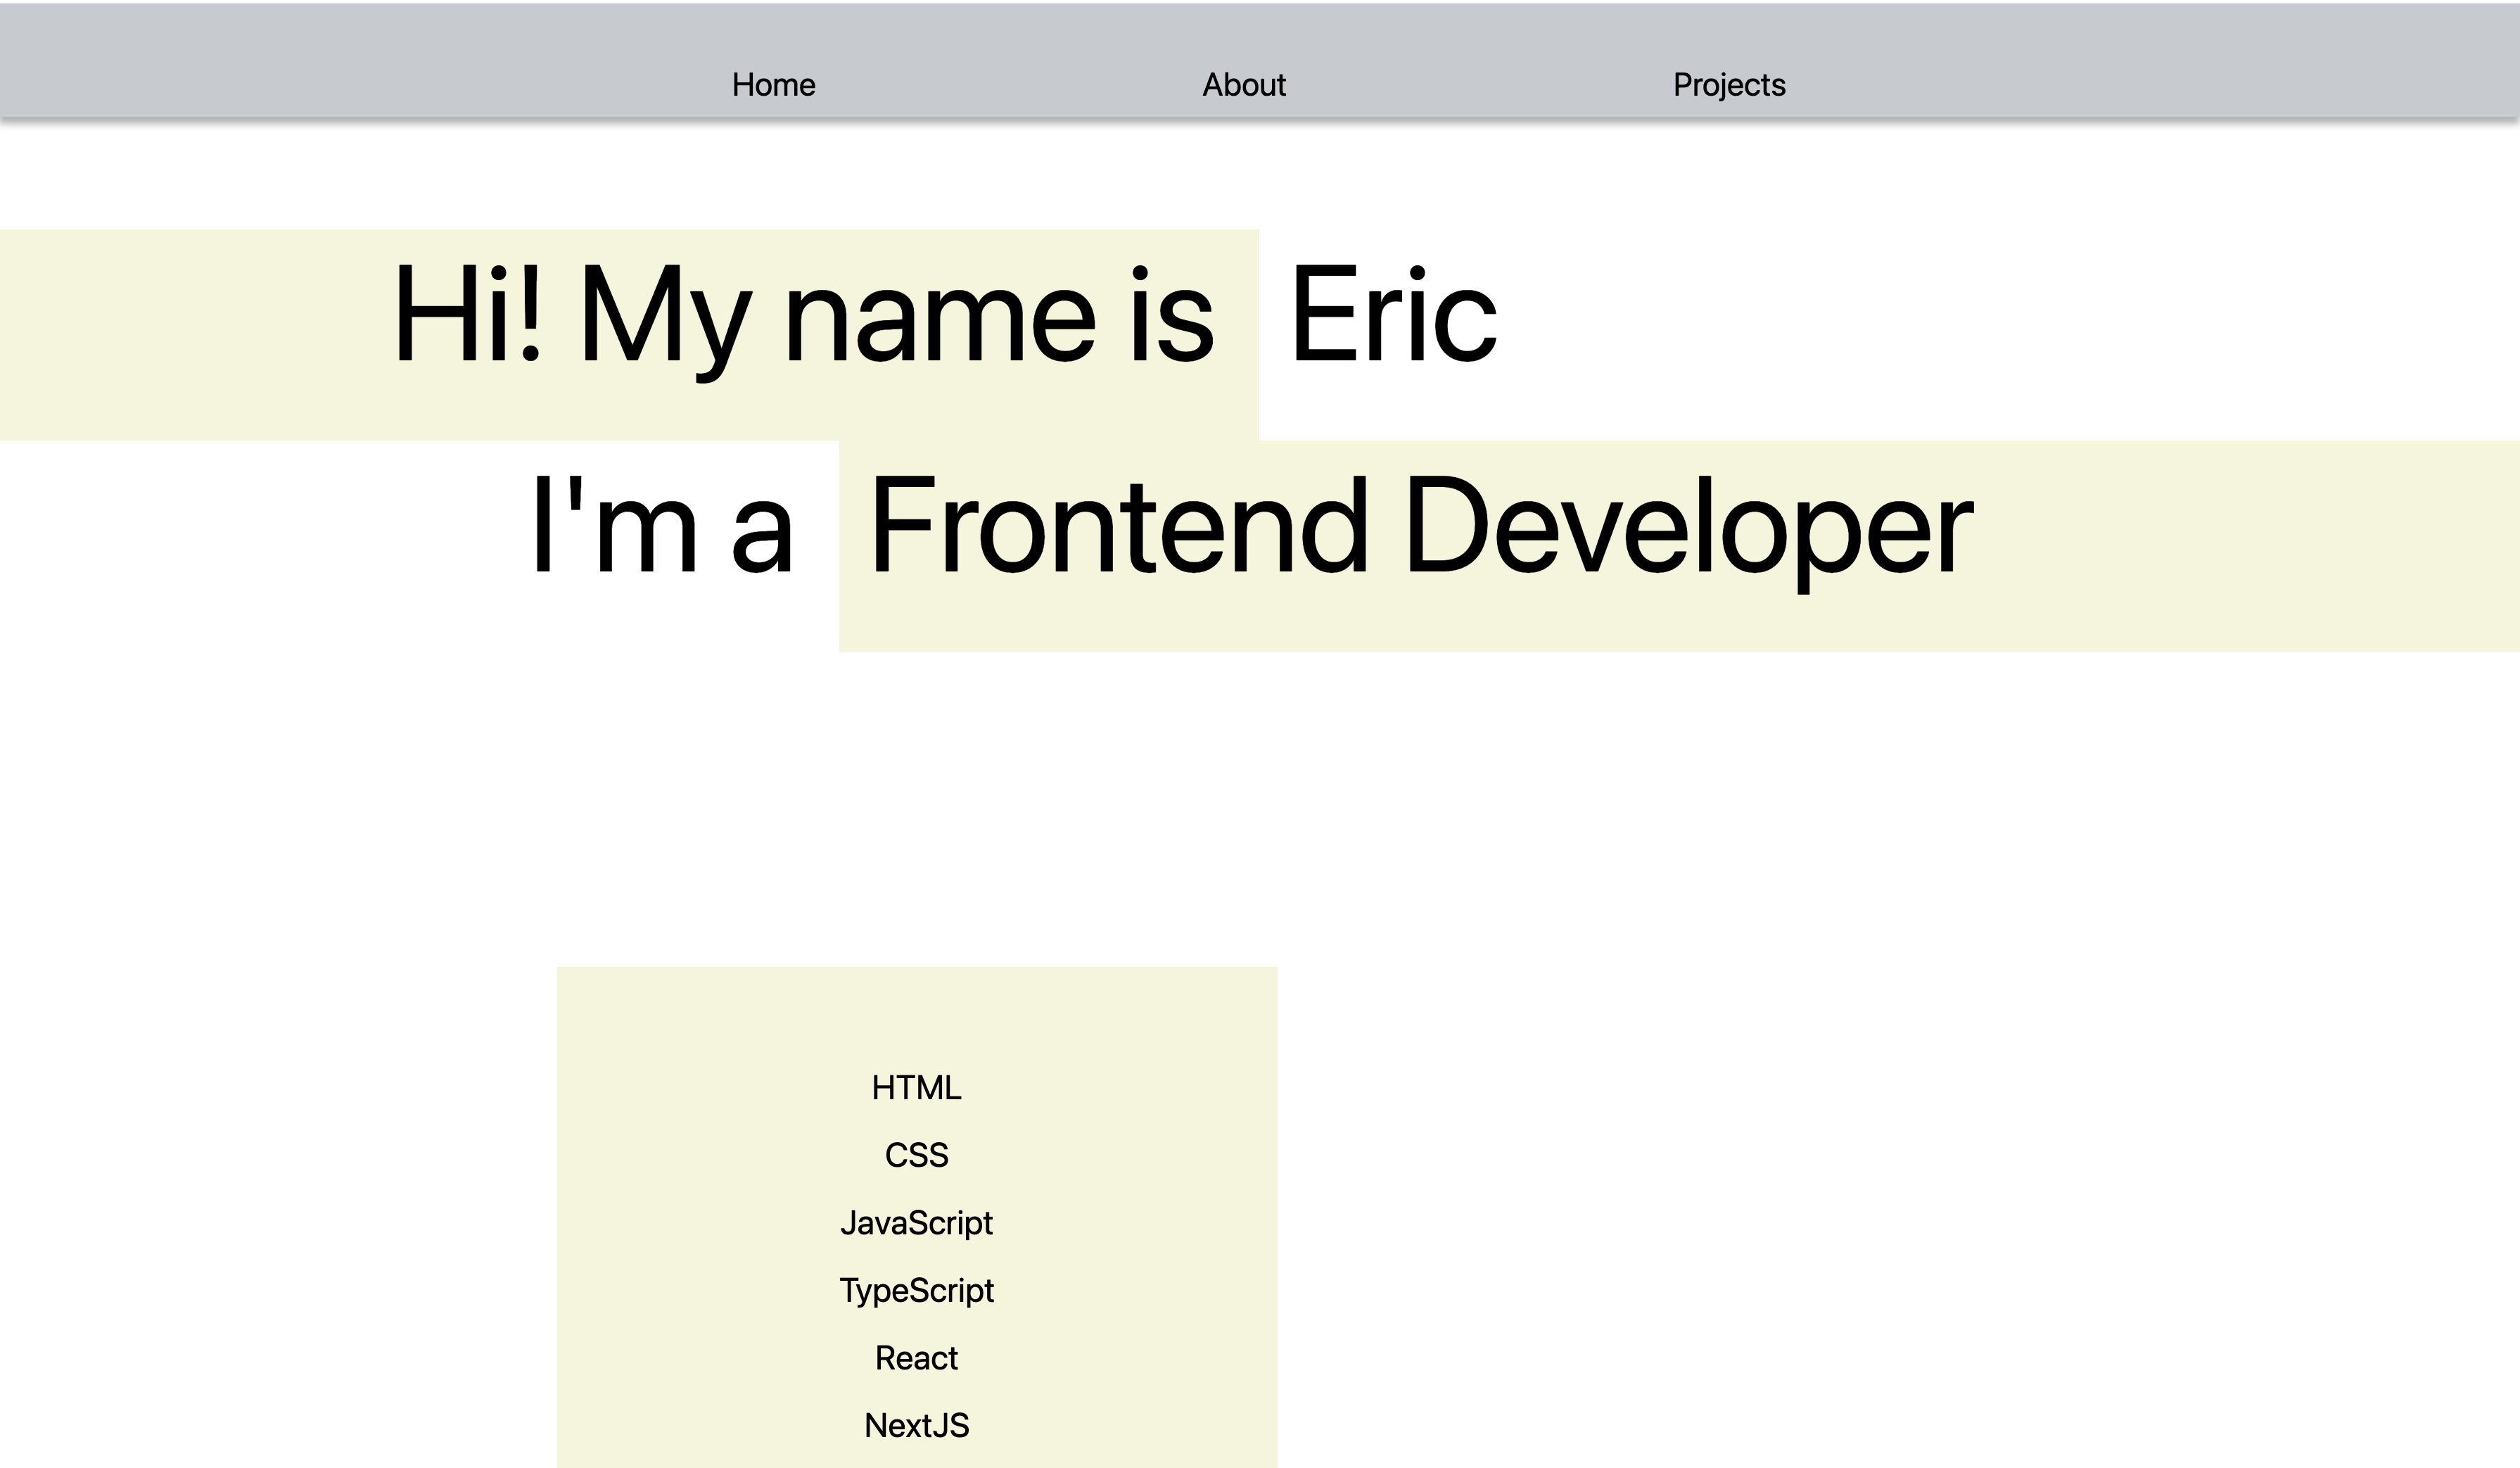 Home About Projects
Hi! My name is Eric
I'm a Frontend Developer
HTML
CSS
JavaScript
TypeScript
React
NextJS